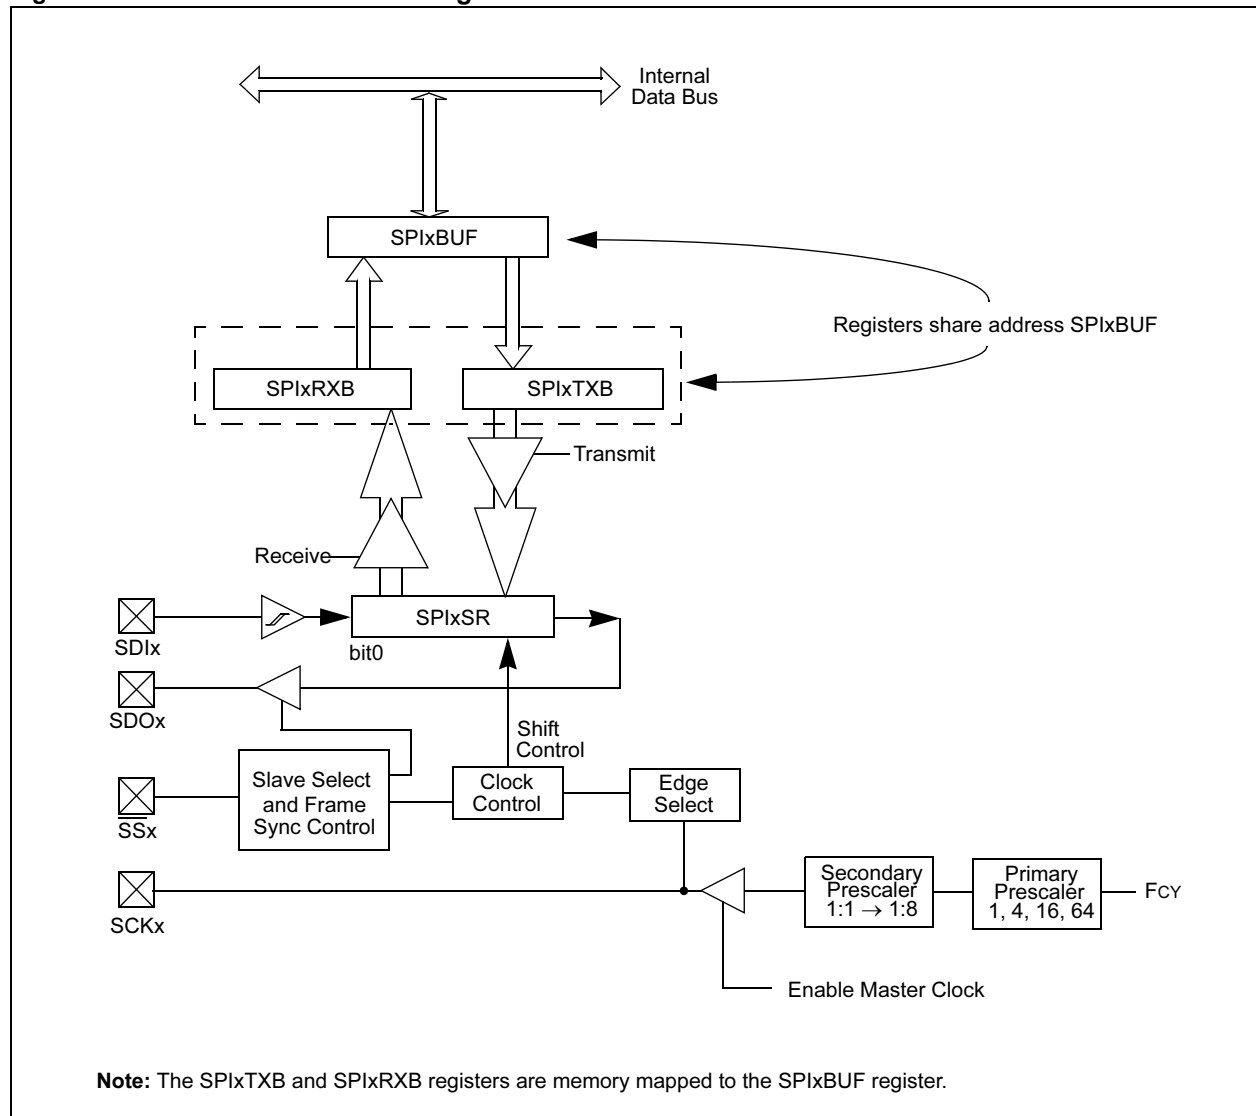 Internal
Data Bus
SPIxBUF
Registers share address SPIxBUF
SPIxRXB
SPIxTXB
Transmit
Receive
SPIxSR
SDIx
bit0
SDOx
Shift
Control
Slave Select
and Frame
Sync Control
Clock
Control
Edge
Select
SSx
Secondary
Prescaler
1:1 → 1:8
Primary
Prescaler
1, 4, 16, 64
FCY
SCKx
Enable Master Clock
Note: The SPIxTXB and SPIxRXB registers are memory mapped to the SPIxBUF register.